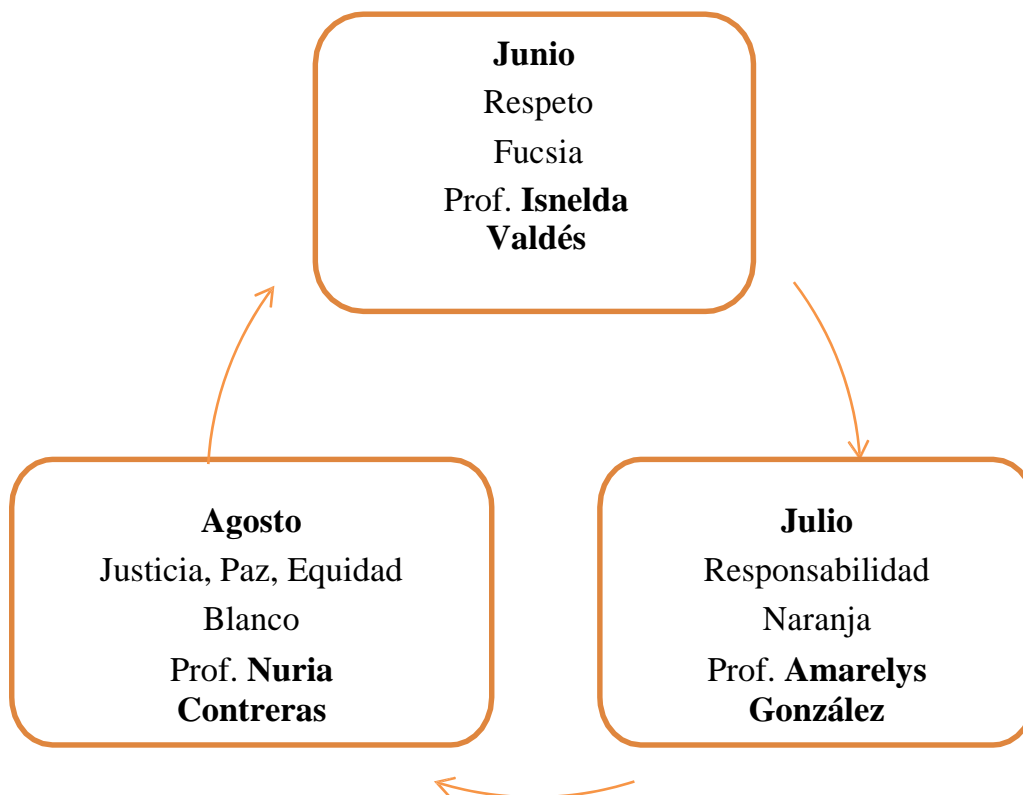 Junio
Respeto
Fucsia
Prof. Isnelda
Valdés
Agosto
Justicia, Paz, Equidad
Blanco
Prof. Nuria
Contreras
Julio
Responsabilidad
Naranja
Prof. Amarelys
González